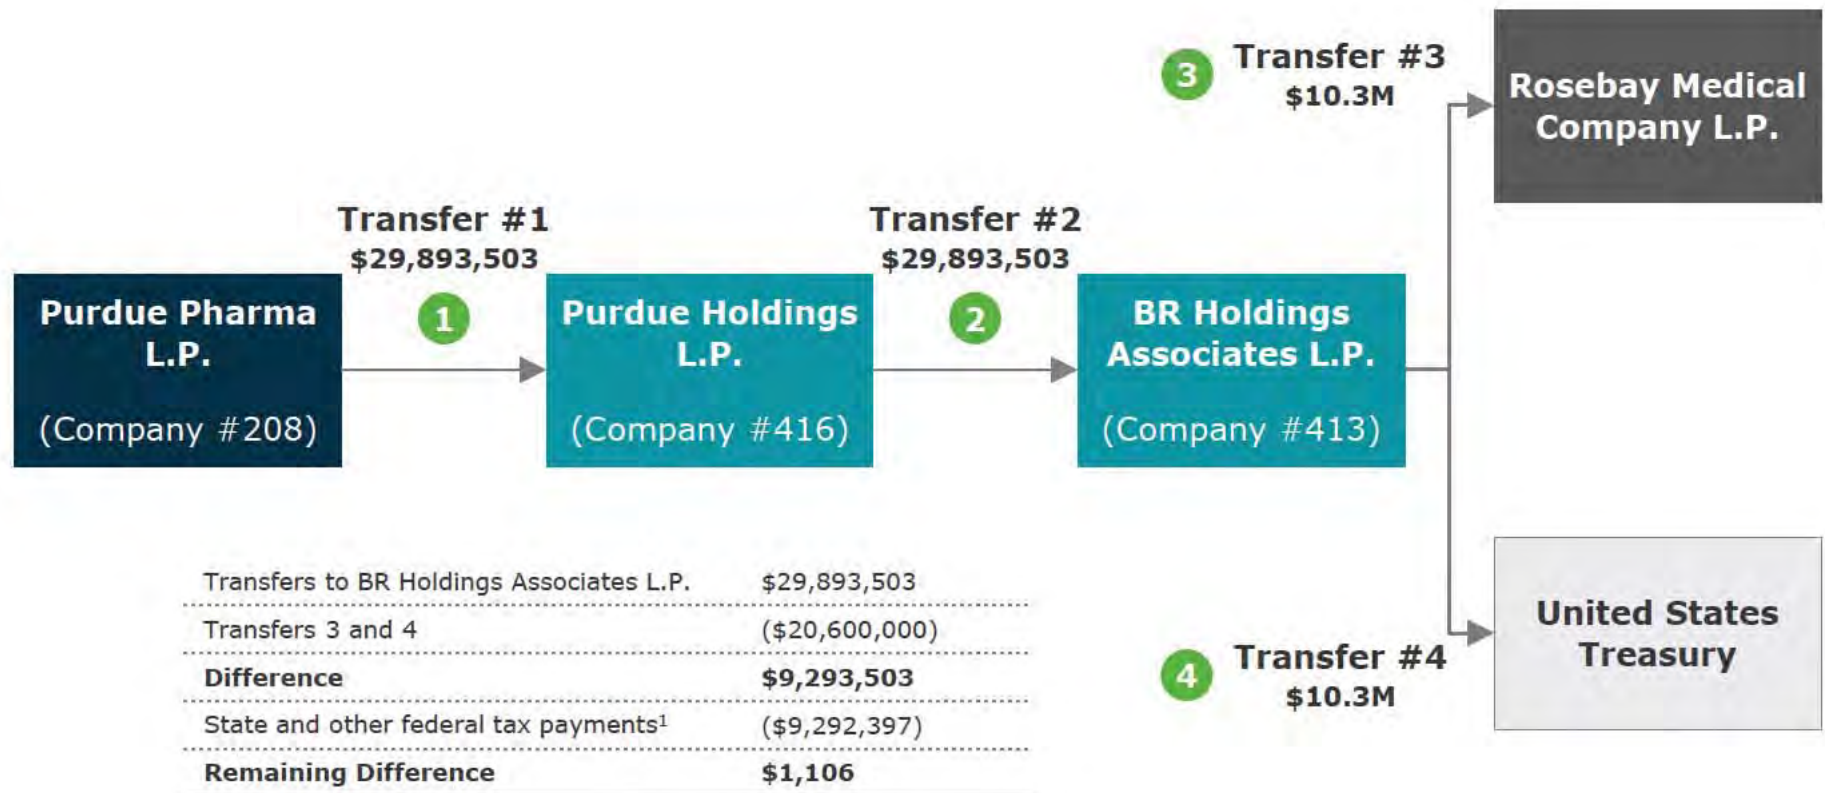 3
Transfer #3
$10.3M
Rosebay Medical
Company L.P.
Transfer #1
$29,893,503
1
Transfer #2
$29,893,503
2
Purdue Pharma
L.P.
(Company #208)
Purdue Holdings
L.P.
(Company #416)
BR Holdings
Associates L.P.
(Company #413)
Transfers to BR Holdings Associates L.P. $29,893,503
Transfers 3 and 4 ($20,600,000)
Difference $9,293,503
State and other federal tax payments¹ ($9,292,397)
Remaining Difference $1,106
4
Transfer #4
$10.3M
United States
Treasury